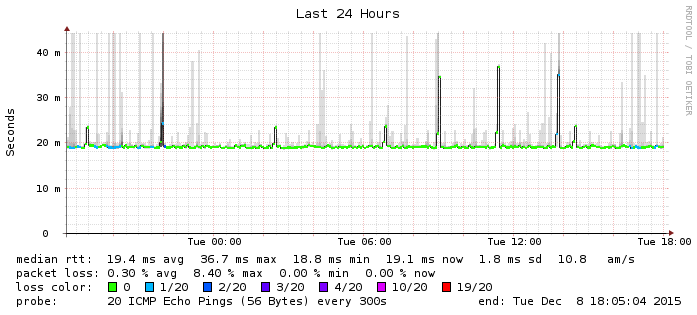 Last 24 Hours
RRDTOOL / TOBI OETIKER
Seconds
40 m
30 m
20 m
10 m
0
Tue 00:00 Tue 06:00 Tue 12:00 Tue 18:00
median rtt: 19.4 ms avg 36.7 ms max 18.8 ms min 19.1 ms now 1.8 ms sd 10.8 am/s
packet loss: 0.30 % avg 8.40 % max 0.00 % min 0.00 % now
loss color: 0 1/20 2/20 3/20 4/20 10/20 19/20
probe: 20 ICMP Echo Pings (56 Bytes) every 300s end: Tue Dec 8 18:05:04 2015